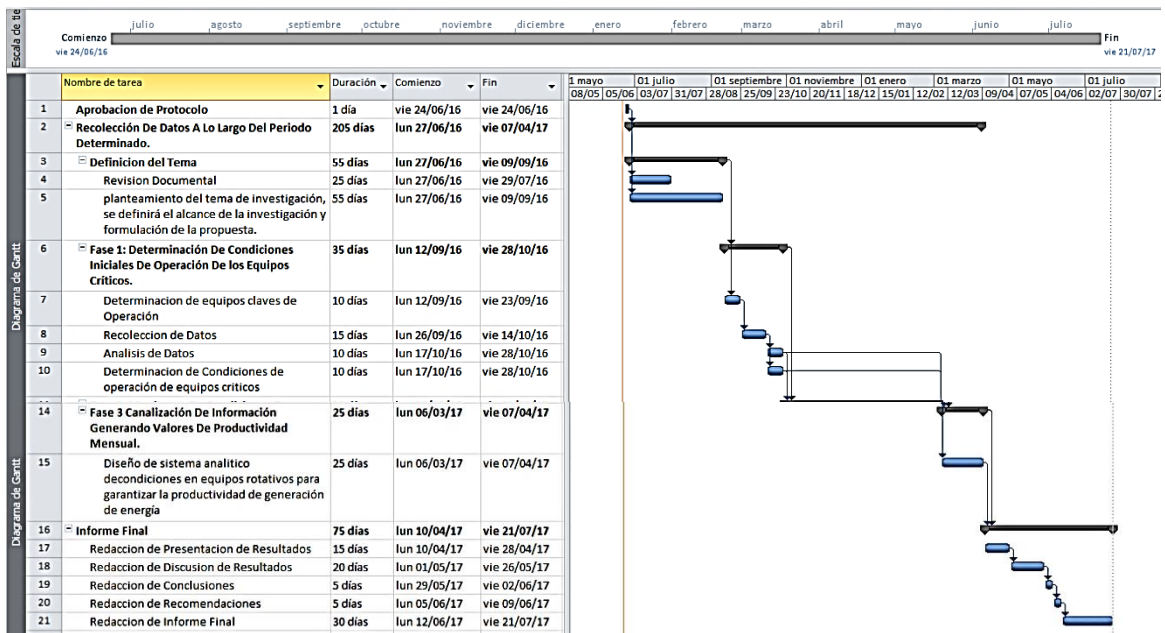 julio agosto septiembre octubre noviembre diciembre enero febrero marzo abril mayo junio julio
Escala de tie
Comienzo
vie 24/06/16
Fin
vie 21/07/17
Nombre de tarea Duración Comienzo Fin
1 mayo 01 julio 01 septiembre 01 noviembre 01 enero 01 marzo 01 mayo 01 julio
08/05 05/06 03/07 31/07 28/08 25/09 23/10 20/11 18/12 15/01 12/02 12/03 09/04 07/05 04/06 02/07 30/07 2
Diagrama de Gantt
1 Aprobacion de Protocolo 1 día vie 24/06/16 vie 24/06/16
2 Recolección De Datos A Lo Largo Del Periodo 205 días lun 27/06/16 vie 07/04/17
Determinado.
3 Definicion del Tema 55 días lun 27/06/16 vie 09/09/16
4 Revision Documental 25 días lun 27/06/16 vie 29/07/16
5 planteamiento del tema de investigación, 55 días lun 27/06/16 vie 09/09/16
se definirá el alcance de la investigación y
formulación de la propuesta.
6 Fase 1: Determinación De Condiciones 35 días lun 12/09/16 vie 28/10/16
Iniciales De Operación De los Equipos
Críticos.
7 Determinacion de equipos claves de 10 días lun 12/09/16 vie 23/09/16
Operación
8 Recoleccion de Datos 15 días lun 26/09/16 vie 14/10/16
9 Analisis de Datos 10 días lun 17/10/16 vie 28/10/16
10 Determinacion de Condiciones de 10 días lun 17/10/16 vie 28/10/16
operación de equipos criticos
Diagrama de Gantt
14 Fase 3 Canalización De Información 25 días lun 06/03/17 vie 07/04/17
Generando Valores De Productividad
Mensual.
15 Diseño de sistema analitico 25 días lun 06/03/17 vie 07/04/17
decondiciones en equipos rotativos para
garantizar la productividad de generación
de energía
16 Informe Final 75 días lun 10/04/17 vie 21/07/17
17 Redaccion de Presentacion de Resultados 15 días lun 10/04/17 vie 28/04/17
18 Redaccion de Discusion de Resultados 20 días lun 01/05/17 vie 26/05/17
19 Redaccion de Conclusiones 5 días lun 29/05/17 vie 02/06/17
20 Redaccion de Recomendaciones 5 días lun 05/06/17 vie 09/06/17
21 Redaccion de Informe Final 30 días lun 12/06/17 vie 21/07/17